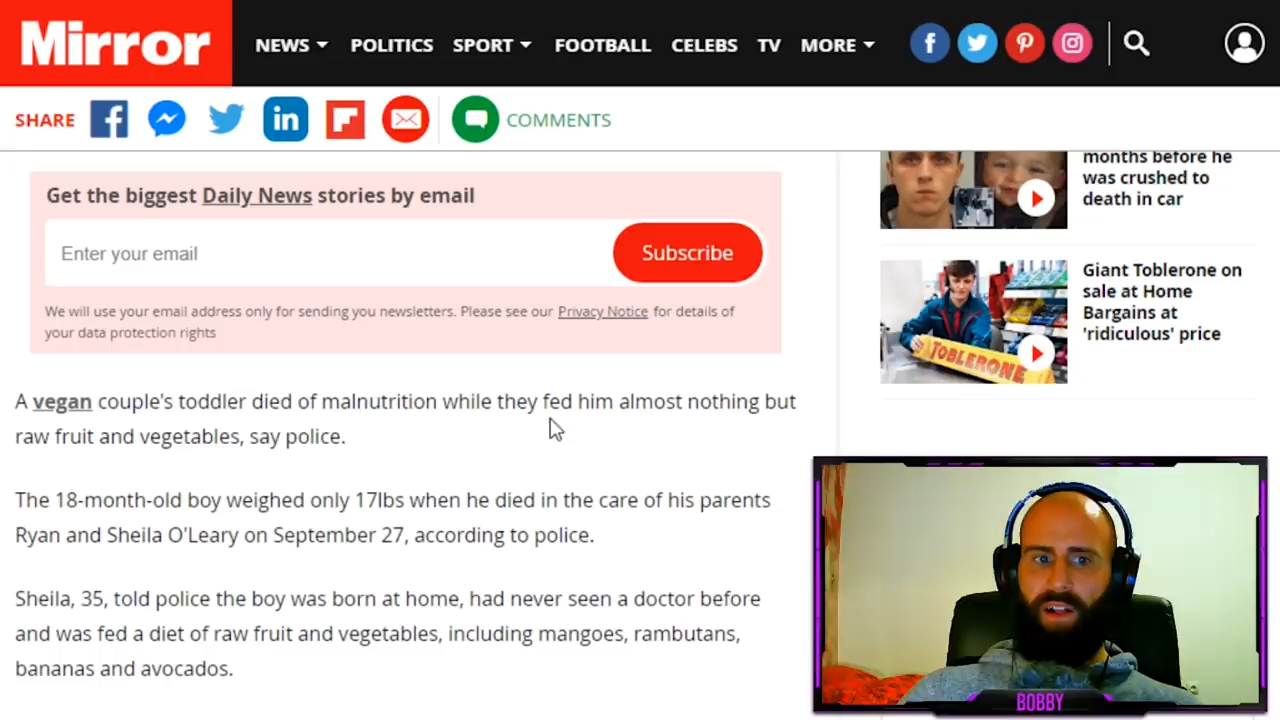 Mirror
NEWS
POLITICS
SPORT
FOOTBALL
CELEBS
TV
MORE
SHARE
COMMENTS
Get the biggest Daily News stories by email
Enter your email
Subscribe
We will use your email address only for sending you newsletters. Please see our Privacy Notice for details of
your data protection rights
A vegan couple's toddler died of malnutrition while they fed him almost nothing but
raw fruit and vegetables, say police.
The 18-month-old boy weighed only 17lbs when he died in the care of his parents
Ryan and Sheila O'Leary on September 27, according to police.
Sheila, 35, told police the boy was born at home, had never seen a doctor before
and was fed a diet of raw fruit and vegetables, including mangoes, rambutans,
bananas and avocados.
months before he
was crushed to
death in car
TOBLERONE
Giant Toblerone on
sale at Home
Bargains at
'ridiculous' price
BOBBY